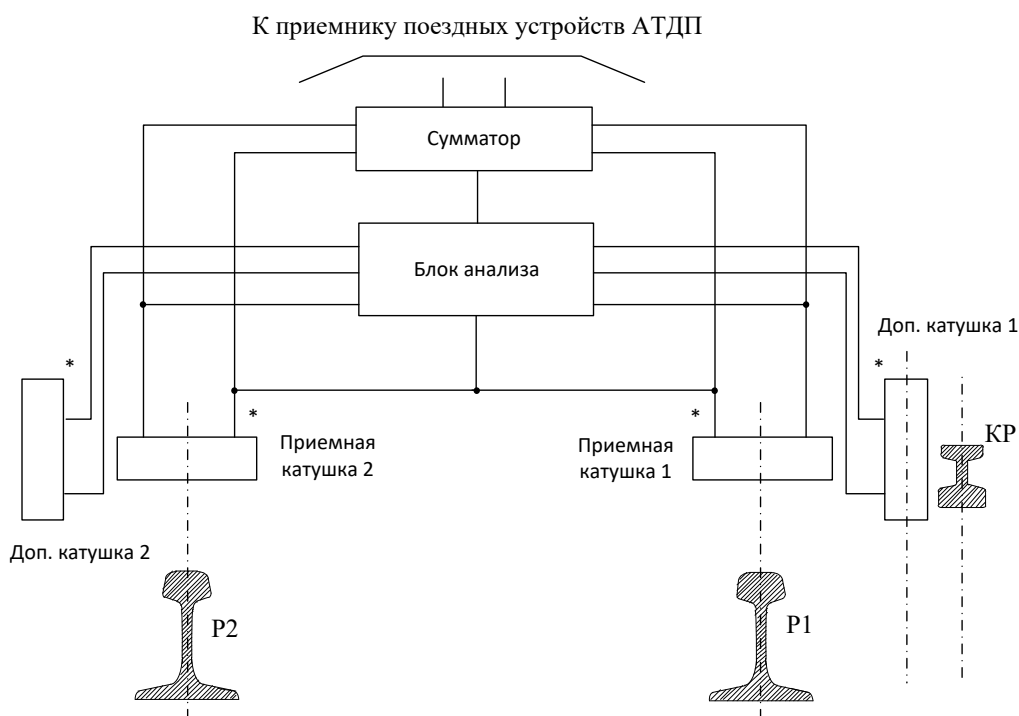 К приемнику поездных устройств АТДП
Сумматор
Блок анализа
Доп. катушка 1
*
*
КР
*
*
Приемная
катушка 2
Приемная
катушка 1
Доп. катушка 2
Р2
Р1